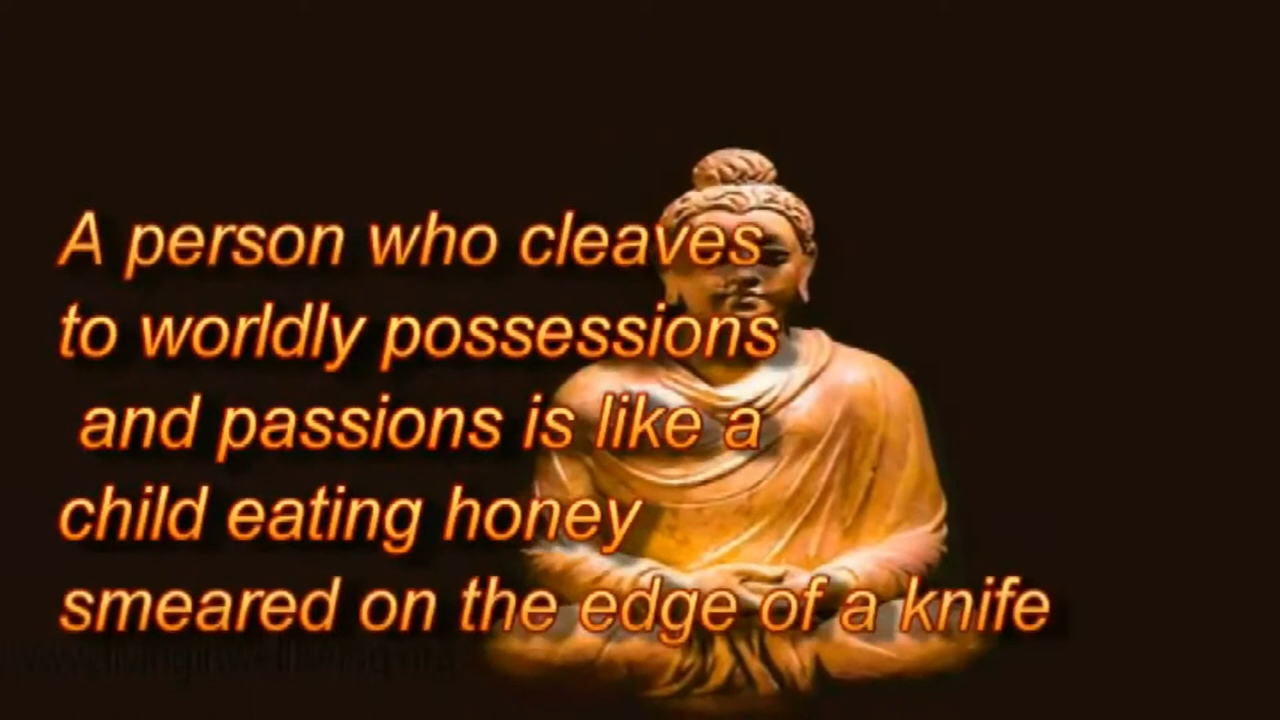 A person who cleaves
to worldly possessions
and passions is like a
child eating honey
smeared on the edge of a knife